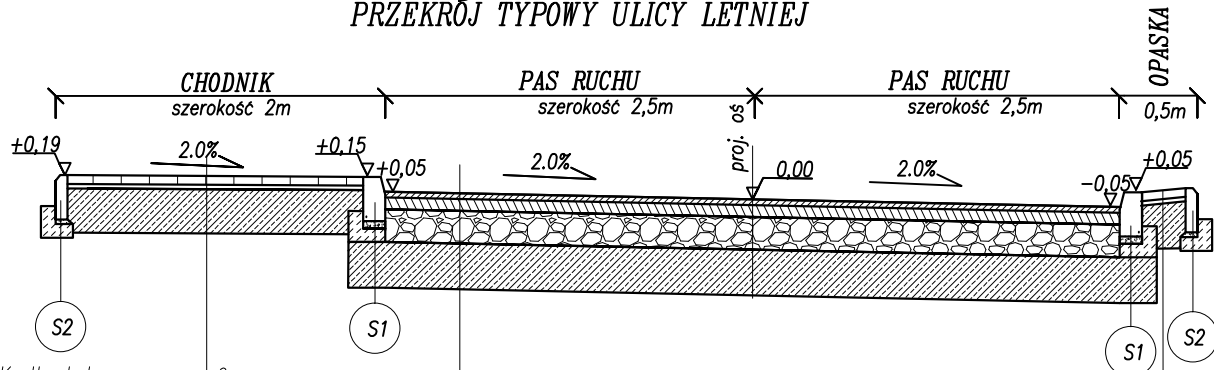 PRZEKRÓJ TYPOWY ULICY LETNIEJ
OPASKA
CHODNIK
szerokość 2m
PAS RUCHU
szerokość 2,5m
PAS RUCHU
szerokość 2,5m
0,5m
proj. oś
+0,19
2.0%
+0,15
+0,05
2.0%
0,00
2.0%
-0,05
+0,05
S2
S1
S1
S2